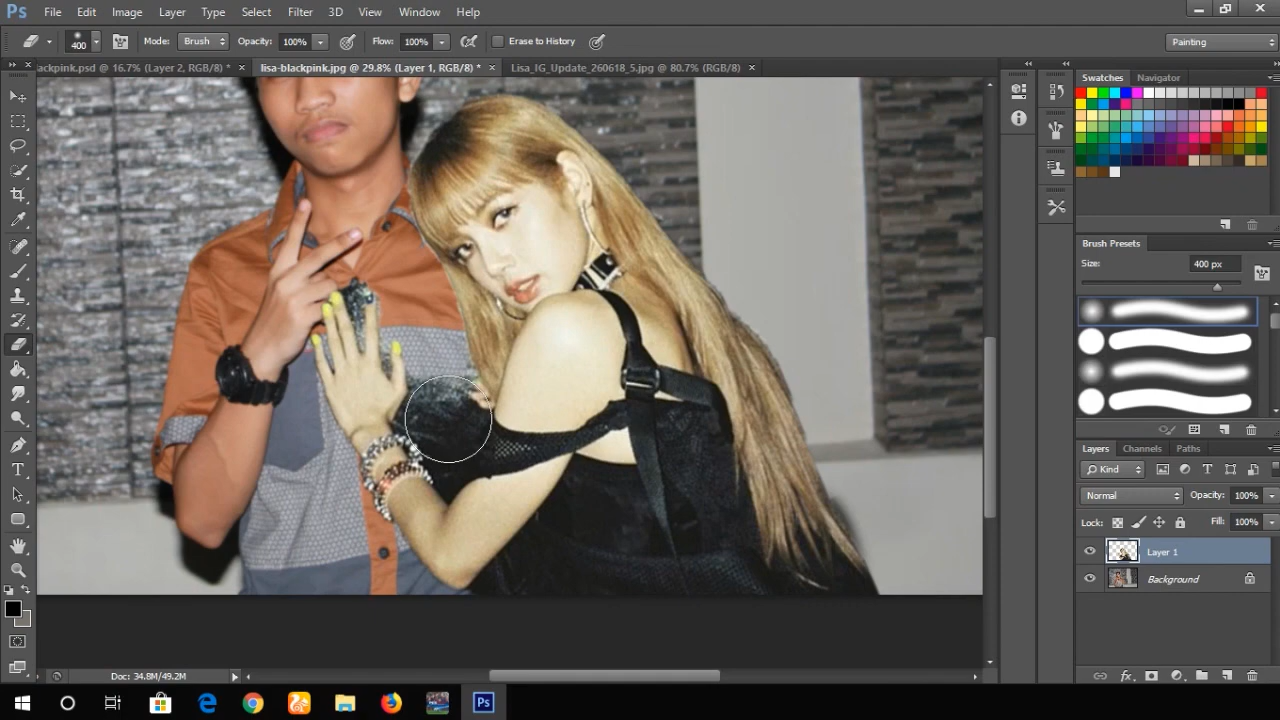 Ps File Edit Image Layer Type Select Filter 3D View Window Help
400 Mode: Brush Opacity: 100% Flow: 100% Erase to History Painting
ackpink.psd @ 16.7% (Layer 2, RGB/8) * × lisa-blackpink.jpg @ 29.8% (Layer 1, RGB/8) * × Lisa_IG_Update_260618_5.jpg @ 80.7% (RGB/8) ×
Swatches Navigator
Brush Presets
Size: 400 px
Layers Channels Paths
Kind
Normal Opacity: 100%
Lock: Fill: 100%
Layer 1
Background
Doc: 34.8M/49.2M
Ps